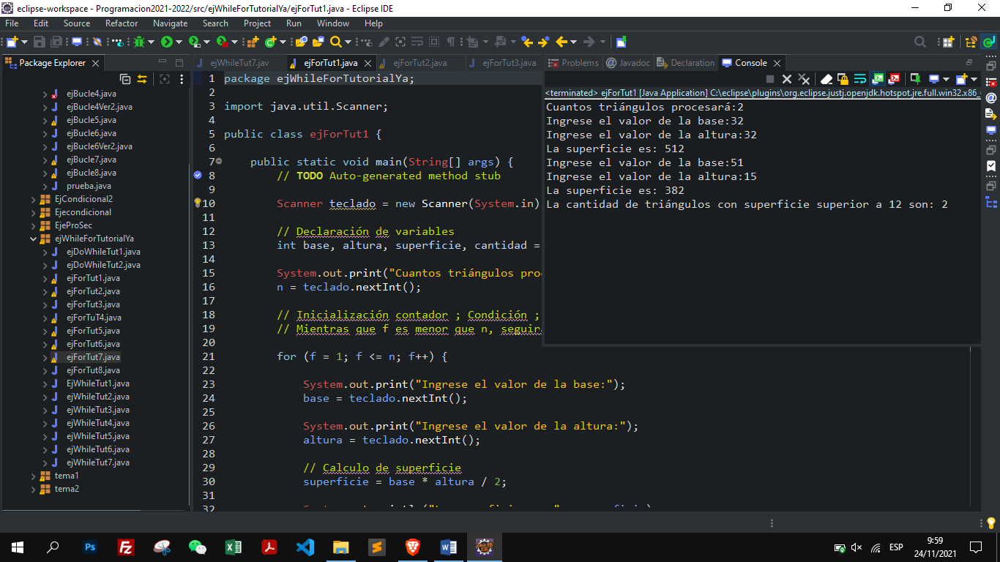 eclipse-workspace - Programacion2021-2022/src/ejWhileForTutorialYa/ejForTut1.java - Eclipse IDE
File Edit Source Refactor Navigate Search Project Run Window Help
Package Explorer
ejBucle4.java
ejBucle4Ver2.java
ejBucle5.java
ejBucle6.java
ejBucle6Ver2.java
ejBucle7.java
ejBucle8.java
prueba.java
EjCondicional2
Ejecondicional
EjeProSec
ejWhileForTutorialYa
ejDoWhileTut1.java
ejDoWhileTut2.java
ejForTut1.java
ejForTut2.java
ejForTut3.java
ejForTuT4.java
ejForTut5.java
ejForTut6.java
ejForTut7.java
ejForTut8.java
EjWhileTut1.java
ejWhileTut2.java
ejWhileTut3.java
ejWhileTut4.java
ejWhileTut5.java
ejWhileTut6.java
ejWhileTut7.java
tema1
tema2
ejWhileTut7.jav ejForTut1.java ejForTut2.java ejForTut3.java
1 package ejWhileForTutorialYa;
2
3 import java.util.Scanner;
4
5 public class ejForTut1 {
6
7 public static void main(String[] args) {
8 // TODO Auto-generated method stub
9
10 Scanner teclado = new Scanner(System.in)
11
12 // Declaración de variables
13 int base, altura, superficie, cantidad =
14
15 System.out.print("Cuantos triángulos pro
16 n = teclado.nextInt();
17
18 // Inicialización contador ; Condición ;
19 // Mientras que f es menor que n, seguir
20
21 for (f = 1; f <= n; f++) {
22
23 System.out.print("Ingrese el valor de la base:");
24 base = teclado.nextInt();
25
26 System.out.print("Ingrese el valor de la altura:");
27 altura = teclado.nextInt();
28
29 // Calculo de superficie
30 superficie = base * altura / 2;
31
32
Problems Javadoc Declaration Console
<terminated> ejForTut1 [Java Application] C:\eclipse\plugins\org.eclipse.justj.openjdk.hotspot.jre.full.win32.x86_
Cuantos triángulos procesará:2
Ingrese el valor de la base:32
Ingrese el valor de la altura:32
La superficie es: 512
Ingrese el valor de la base:51
Ingrese el valor de la altura:15
La superficie es: 382
La cantidad de triángulos con superficie superior a 12 son: 2
ESP
9:59
24/11/2021